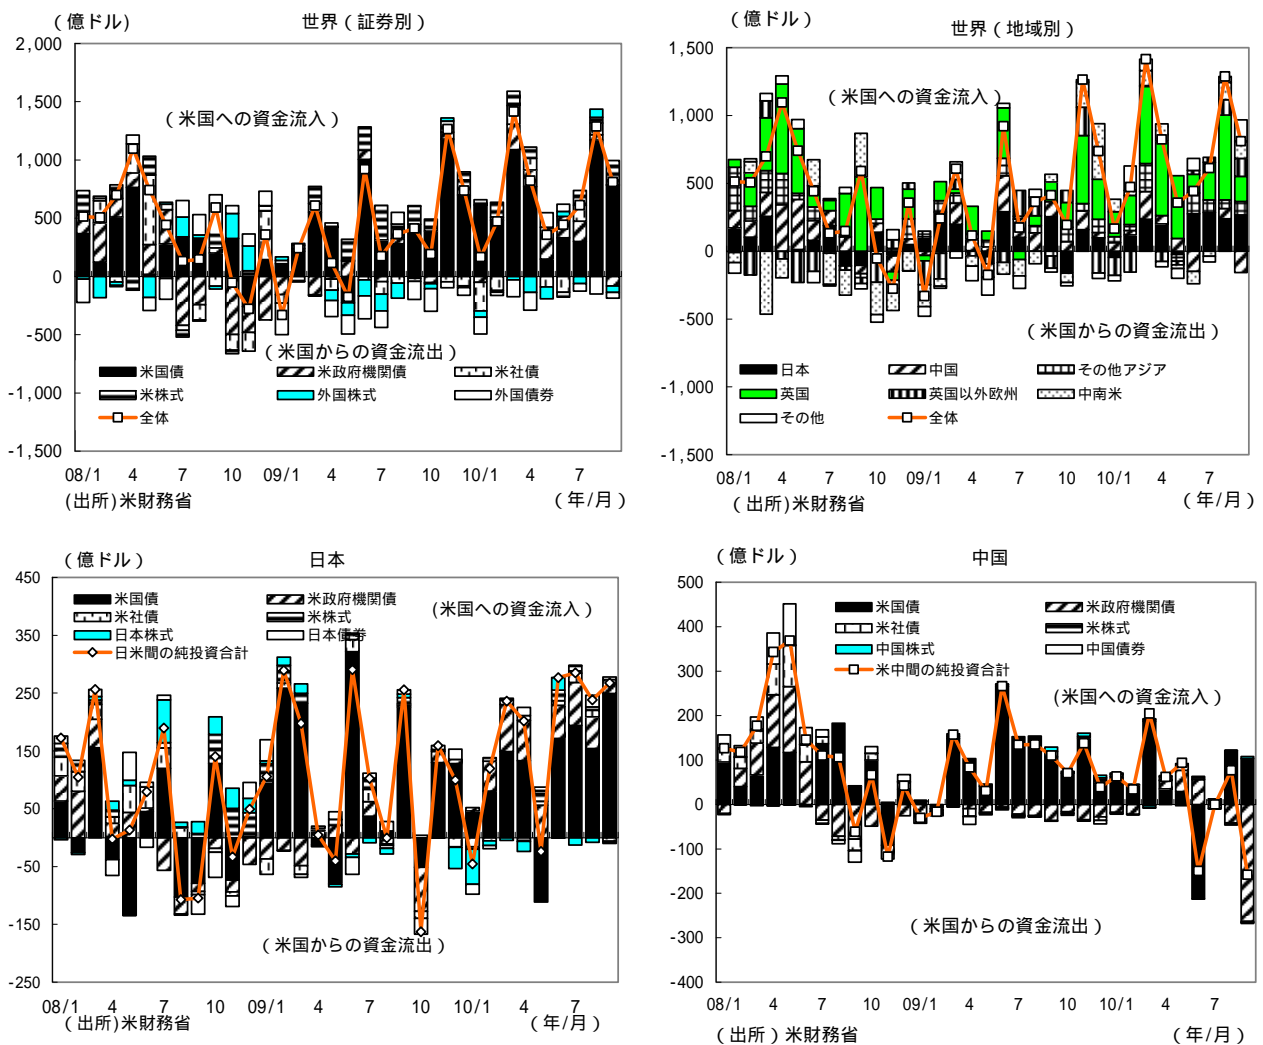 （億ドル）
世界（証券別）
2,000
1,500
1,000
500
0
-500
-1,000
-1,500
（米国への資金流入）
（米国からの資金流出）
米国債
米政府機関債
米社債
米株式
外国株式
外国債券
全体
08/1 4 7 10 09/1 4 7 10 10/1 4 7
(出所)米財務省
（年/月）
（億ドル）
世界（地域別）
1,500
1,000
500
0
-500
-1,000
-1,500
（米国への資金流入）
（米国からの資金流出）
日本
中国
その他アジア
英国
英国以外欧州
中南米
その他
全体
08/1 4 7 10 09/1 4 7 10 10/1 4 7
(出所)米財務省
（年/月）
（億ドル）
日本
450
350
250
150
50
-50
-150
-250
米国債
米政府機関債
米社債
米株式
日本株式
日本債券
日米間の純投資合計
(米国への資金流入）
（米国からの資金流出）
08/1 4 7 10 09/1 4 7 10 10/1 4 7
(出所)米財務省
（年/月）
（億ドル）
中国
500
400
300
200
100
0
-100
-200
-300
-400
米国債
米政府機関債
米社債
米株式
中国株式
中国債券
米中間の純投資合計
(米国への資金流入）
（米国からの資金流出）
08/1 4 7 10 09/1 4 7 10 10/1 4 7
（出所）米財務省
（年/月）